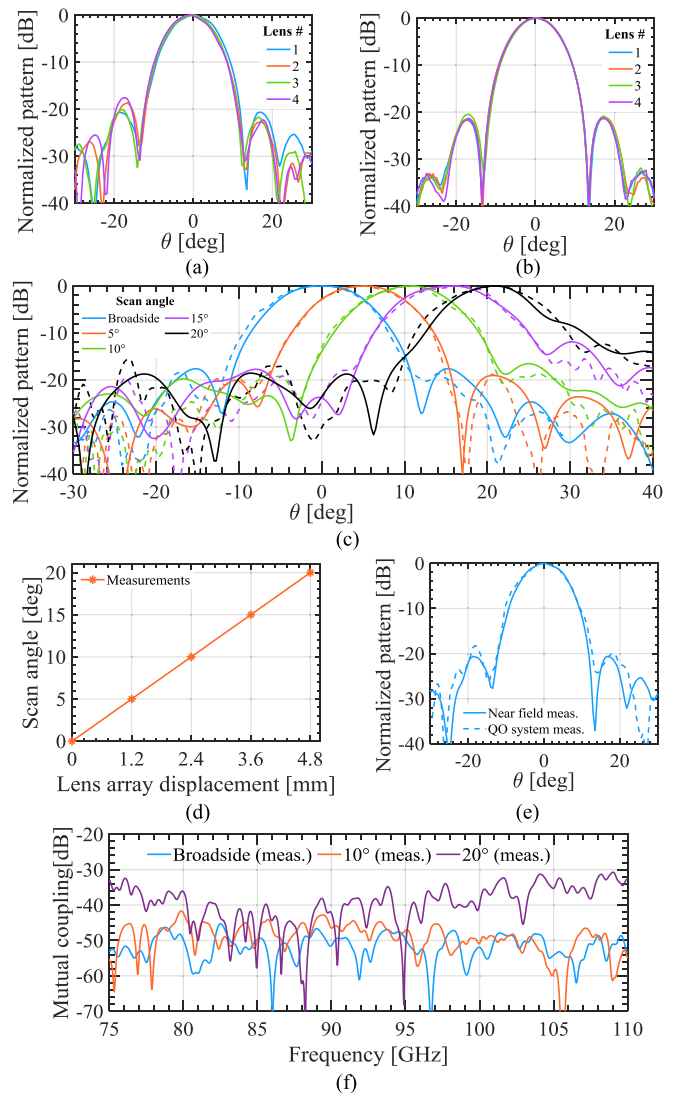 Normalized pattern [dB]
0
-10
-20
-30
-40
-20
0
20
θ [deg]
Lens #
1
2
3
4
(a)
Normalized pattern [dB]
0
-10
-20
-30
-40
-20
0
20
θ [deg]
Lens #
1
2
3
4
(b)
Normalized pattern [dB]
0
-10
-20
-30
-40
Scan angle
Broadside
5°
10°
15°
20°
-30
-20
-10
0
10
20
30
40
θ [deg]
(c)
Scan angle [deg]
20
15
10
5
0
Measurements
0
1.2
2.4
3.6
4.8
Lens array displacement [mm]
(d)
Normalized pattern [dB]
0
-10
-20
-30
-40
Near field meas.
QO system meas.
-20
0
20
θ [deg]
(e)
Mutual coupling[dB]
-20
-30
-40
-50
-60
-70
Broadside (meas.)
10° (meas.)
20° (meas.)
75
80
85
90
95
100
105
110
Frequency [GHz]
(f)